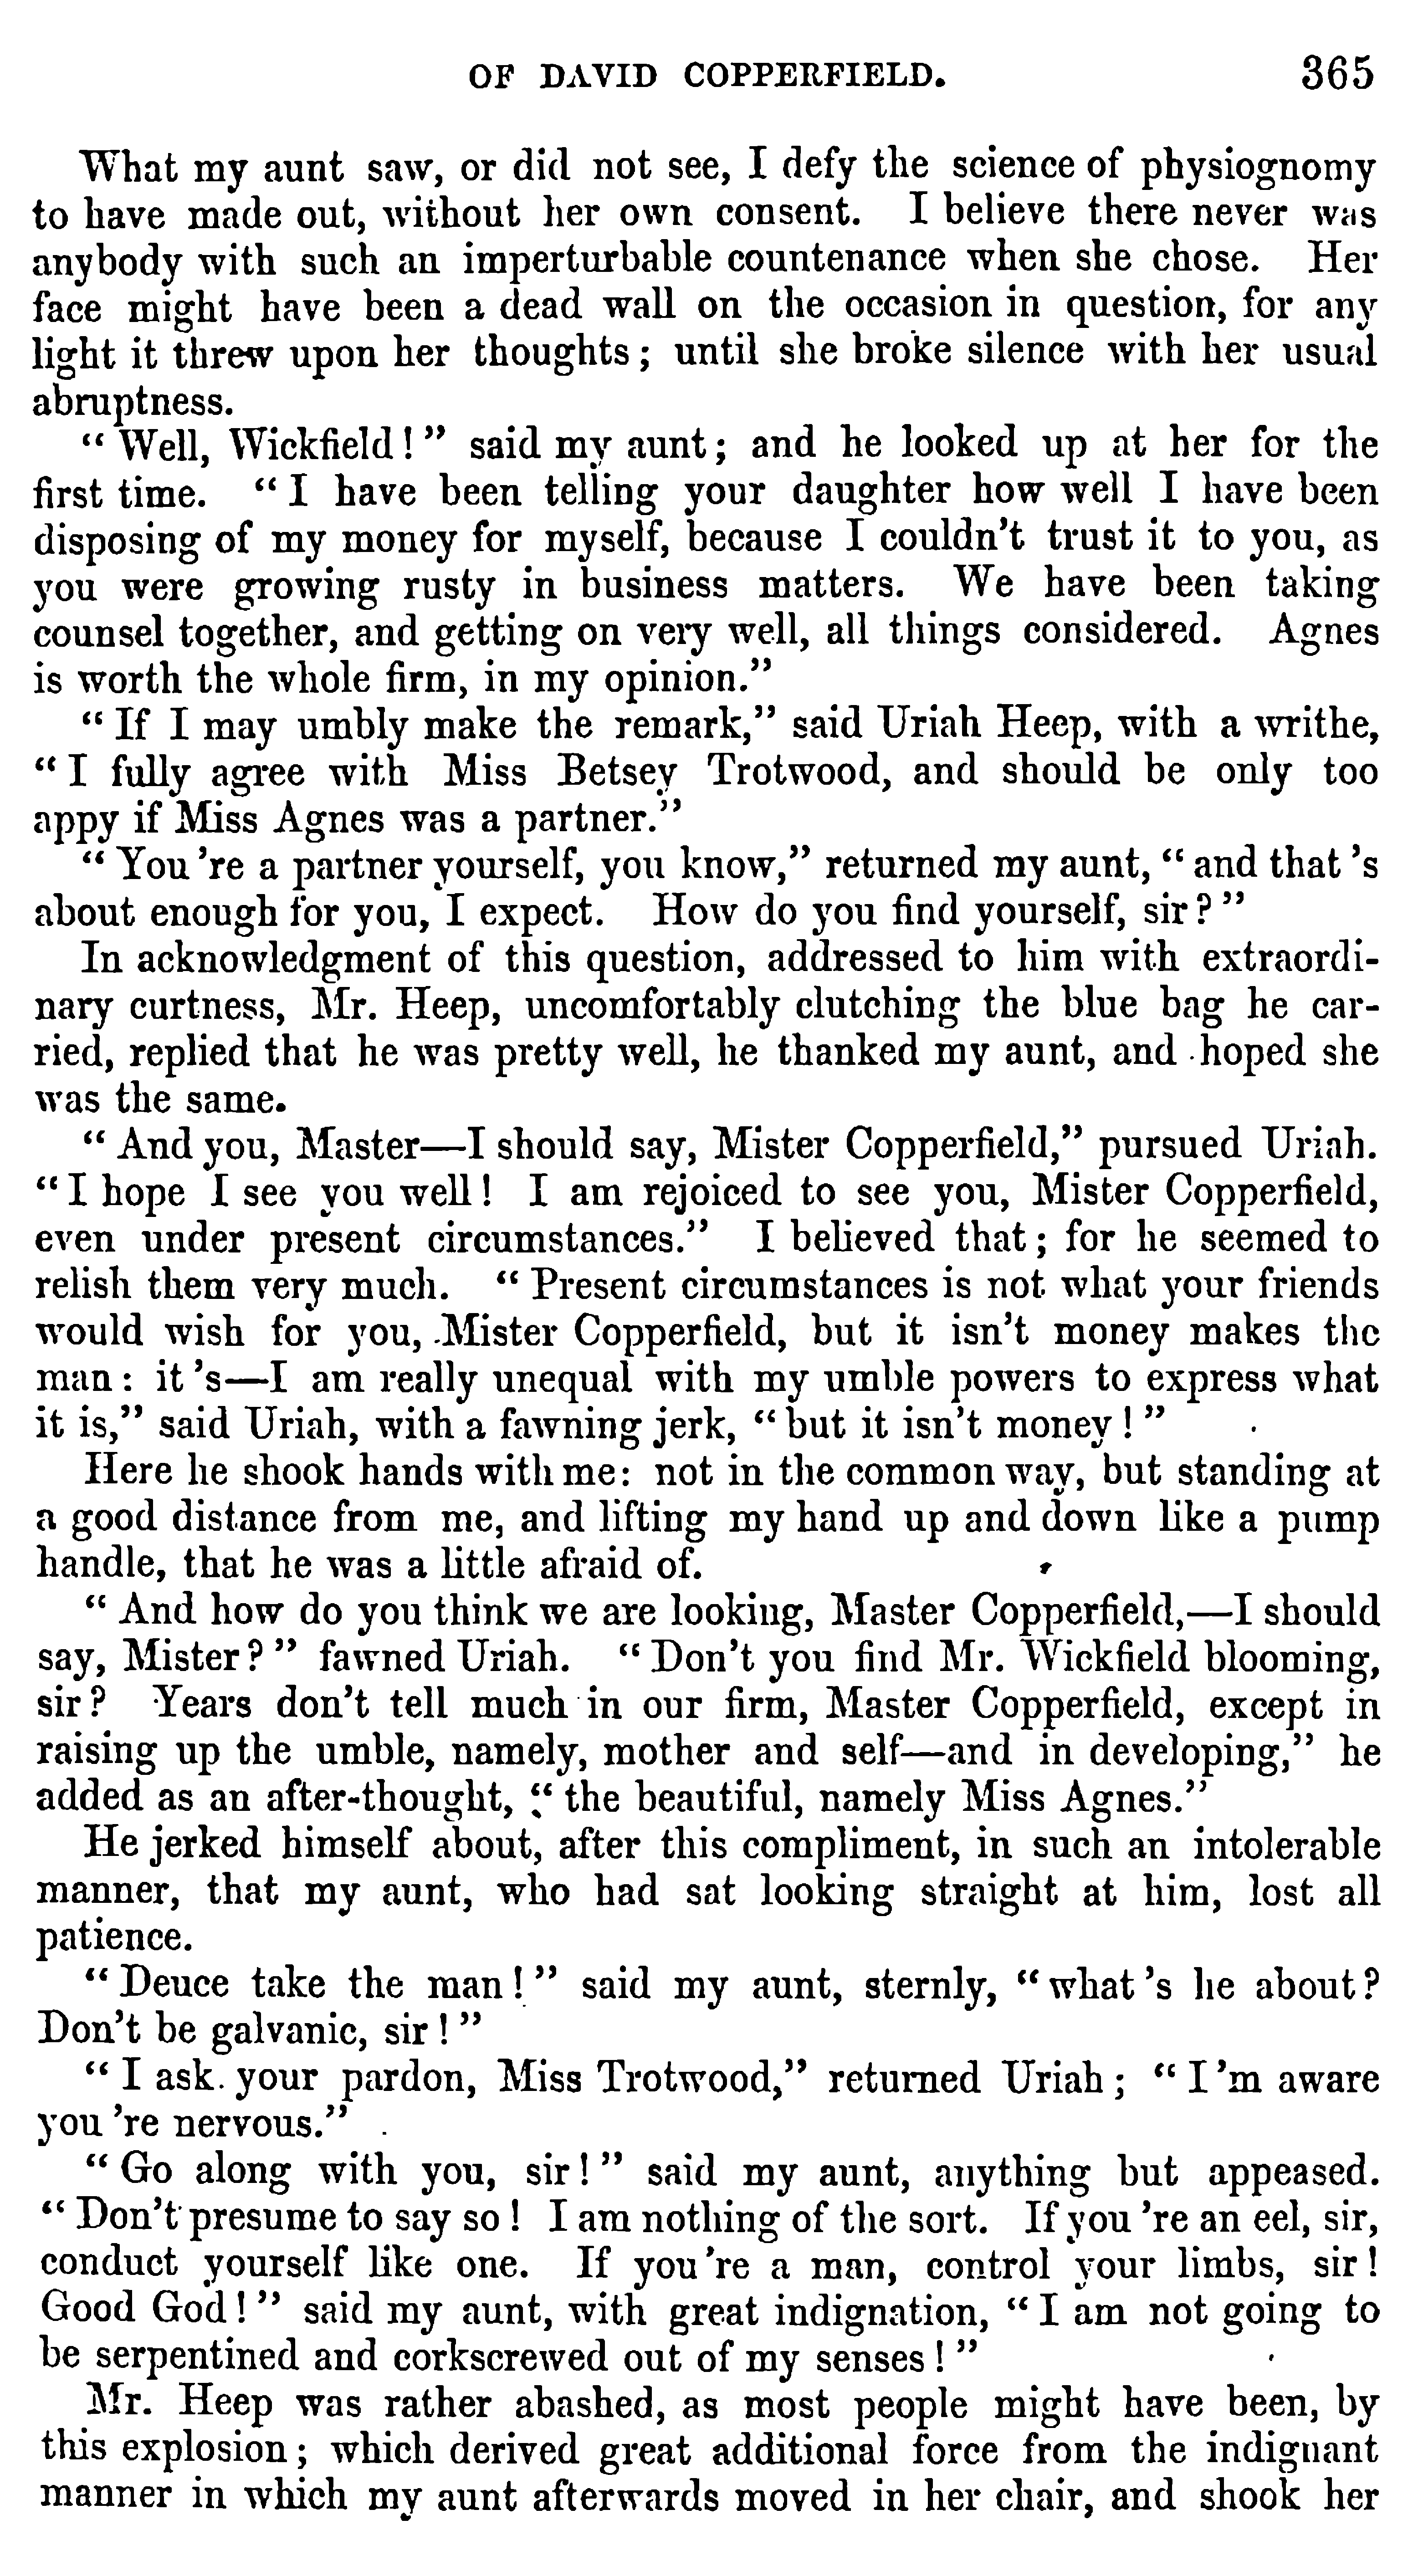 OF DAVID COPPERFIELD. 365
What my aunt saw, or did not see, I defy the science of physiognomy
to have made out, without her own consent. I believe there never was
anybody with such an imperturbable countenance when she chose. Her
face might have been a dead wall on the occasion in question, for any
light it threw upon her thoughts; until she broke silence with her usual
abruptness.
“Well, Wickfield!” said my aunt; and he looked up at her for the
first time. “I have been telling your daughter how well I have been
disposing of my money for myself, because I couldn’t trust it to you, as
you were growing rusty in business matters. We have been taking
counsel together, and getting on very well, all things considered. Agnes
is worth the whole firm, in my opinion.”
“If I may umbly make the remark,” said Uriah Heep, with a writhe,
“I fully agree with Miss Betsey Trotwood, and should be only too
appy if Miss Agnes was a partner.”
“You ’re a partner yourself, you know,” returned my aunt, “and that ’s
about enough for you, I expect. How do you find yourself, sir?”
In acknowledgment of this question, addressed to him with extraordi-
nary curtness, Mr. Heep, uncomfortably clutching the blue bag he car-
ried, replied that he was pretty well, he thanked my aunt, and hoped she
was the same.
“And you, Master—I should say, Mister Copperfield,” pursued Uriah.
“I hope I see you well! I am rejoiced to see you, Mister Copperfield,
even under present circumstances.” I believed that; for he seemed to
relish them very much. “Present circumstances is not what your friends
would wish for you, Mister Copperfield, but it isn’t money makes the
man: it ’s—I am really unequal with my umble powers to express what
it is,” said Uriah, with a fawning jerk, “but it isn’t money!”
Here he shook hands with me: not in the common way, but standing at
a good distance from me, and lifting my hand up and down like a pump
handle, that he was a little afraid of.
“And how do you think we are looking, Master Copperfield,—I should
say, Mister?” fawned Uriah. “Don’t you find Mr. Wickfield blooming,
sir? Years don’t tell much in our firm, Master Copperfield, except in
raising up the umble, namely, mother and self—and in developing,” he
added as an after-thought, “the beautiful, namely Miss Agnes.”
He jerked himself about, after this compliment, in such an intolerable
manner, that my aunt, who had sat looking straight at him, lost all
patience.
“Deuce take the man!” said my aunt, sternly, “what ’s he about?
Don’t be galvanic, sir!”
“I ask your pardon, Miss Trotwood,” returned Uriah; “I ’m aware
you ’re nervous.”
“Go along with you, sir!” said my aunt, anything but appeased.
“Don’t presume to say so! I am nothing of the sort. If you ’re an eel, sir,
conduct yourself like one. If you ’re a man, control your limbs, sir!
Good God!” said my aunt, with great indignation, “I am not going to
be serpentined and corkscrewed out of my senses!”
Mr. Heep was rather abashed, as most people might have been, by
this explosion; which derived great additional force from the indignant
manner in which my aunt afterwards moved in her chair, and shook her